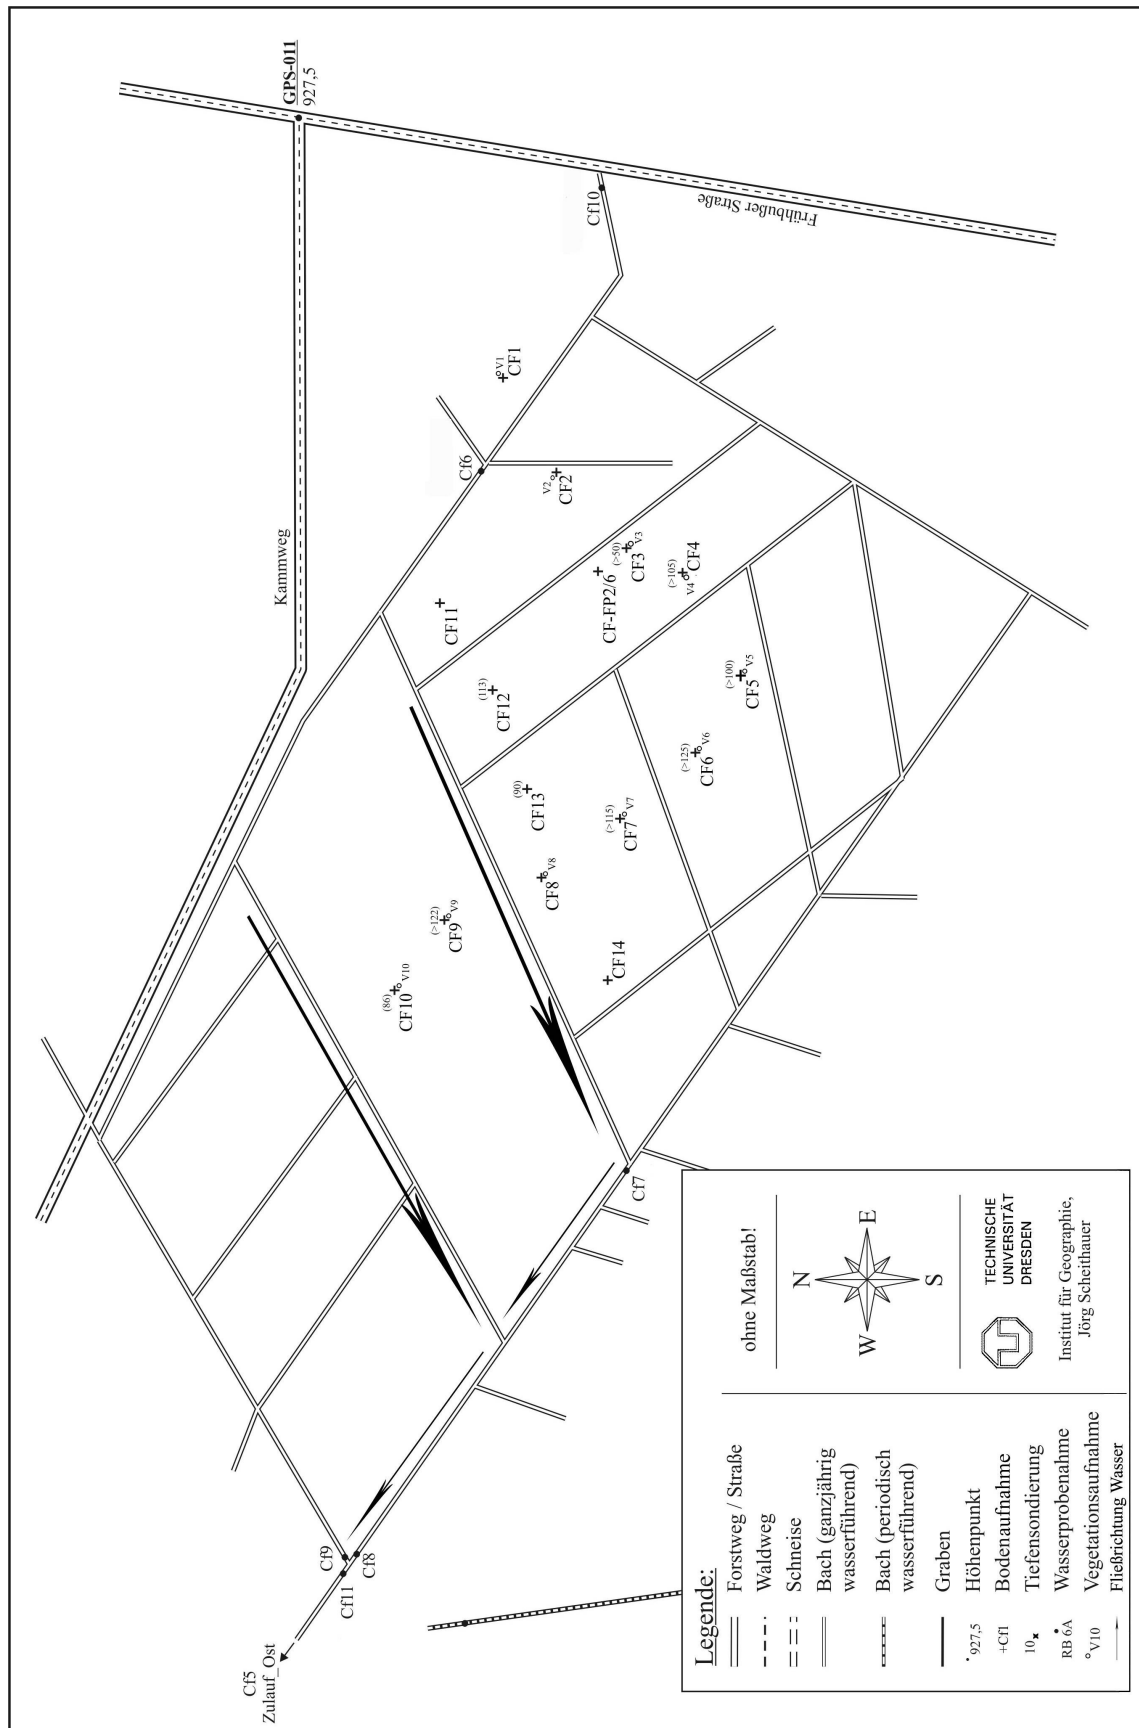 GPS-011
927,5
Kammweg
Frühbußer Straße
Cf10
V1
CF1
Cf6
V2
CF2
(>50)
V3
CF3
CF-FP2/6
(>105)
V4
CF4
CF11
(113)
CF12
(>100)
V5
CF5
(>125)
V6
CF6
(90)
CF13
(>115)
V7
CF7
V8
CF8
(>122)
V9
CF9
CF14
(86)
V10
CF10
Cf7
Cf9
Cf8
Cf11
Cf5
Zulauf_Ost
Legende:
Forstweg / Straße
Waldweg
Schneise
Bach (ganzjährig
wasserführend)
Bach (periodisch
wasserführend)
Graben
927,5 Höhenpunkt
+Cf1 Bodenaufnahme
10 Tiefensondierung
RB 6A Wasserprobenahme
V10 Vegetationsaufnahme
Fließrichtung Wasser
ohne Maßstab!
N
W E
S
TECHNISCHE
UNIVERSITÄT
DRESDEN
Institut für Geographie,
Jörg Scheithauer